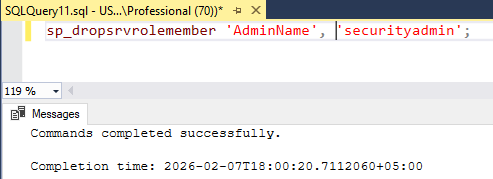 SQLQuery11.sql - US...\Professional (70))*
sp_dropsrvrolemember 'AdminName', 'securityadmin';
119 %
Messages
Commands completed successfully.
Completion time: 2026-02-07T18:00:20.7112060+05:00